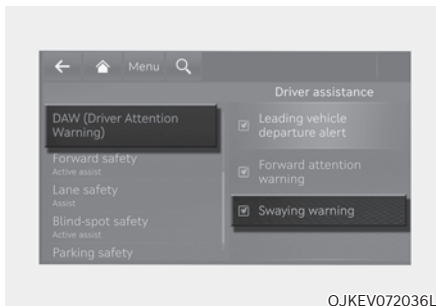 Menu
Driver assistance
DAW (Driver Attention
Warning)
Forward safety
Active assist
Lane safety
Assist
Blind-spot safety
Active assist
Parking safety
Leading vehicle
departure alert
Forward attention
warning
Swaying warning
OJKEV072036L